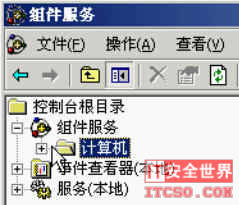 组件服务
文件(F) 操作(A) 查看(V)
控制台根目录
组件服务
计算机
事件查看器(本地)
服务(本地)
安全世界
ITCSO.COM